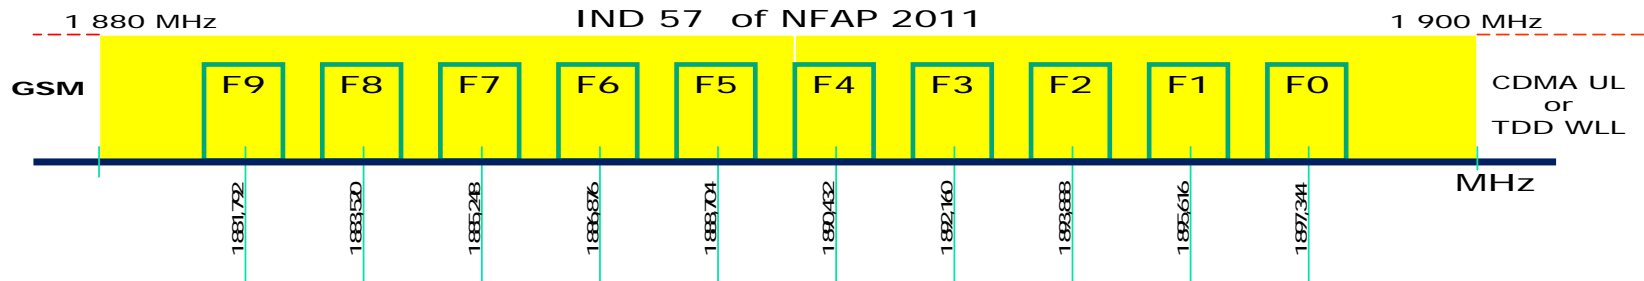 1 880 MHz
IND 57 of NFAP 2011
1 900 MHz
GSM
F9
F8
F7
F6
F5
F4
F3
F2
F1
F0
CDMA UL
or
TDD WLL
MHz
1881,792
1883,520
1885,248
1886,876
1888,704
1890,432
1892,160
1893,888
1895,616
1897,344